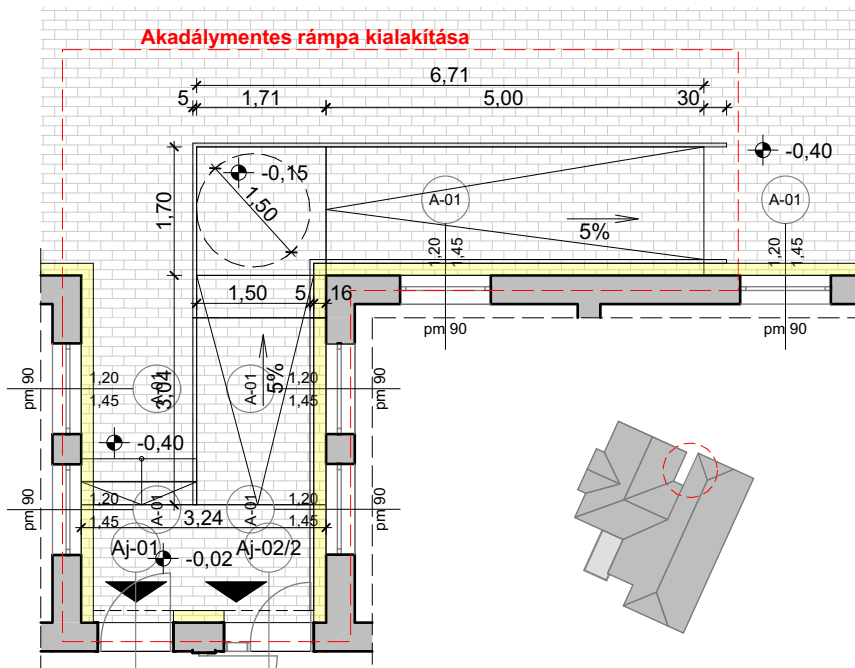 Akadálymentes rámpa kialakítása
6,71
5 1,71 5,00 30
-0,15
-0,40
1,50
1,70
A-01
A-01
5%
1,20
1,45
1,20
1,45
1,50 5 16
pm 90
pm 90
pm 90
1,20
1,45
A-01
3,04
A-01
5%
1,20
1,45
pm 90
-0,40
pm 90
1,20
1,45
A-01
3,24
A-01
1,20
1,45
pm 90
Aj-01
-0,02
Aj-02/2